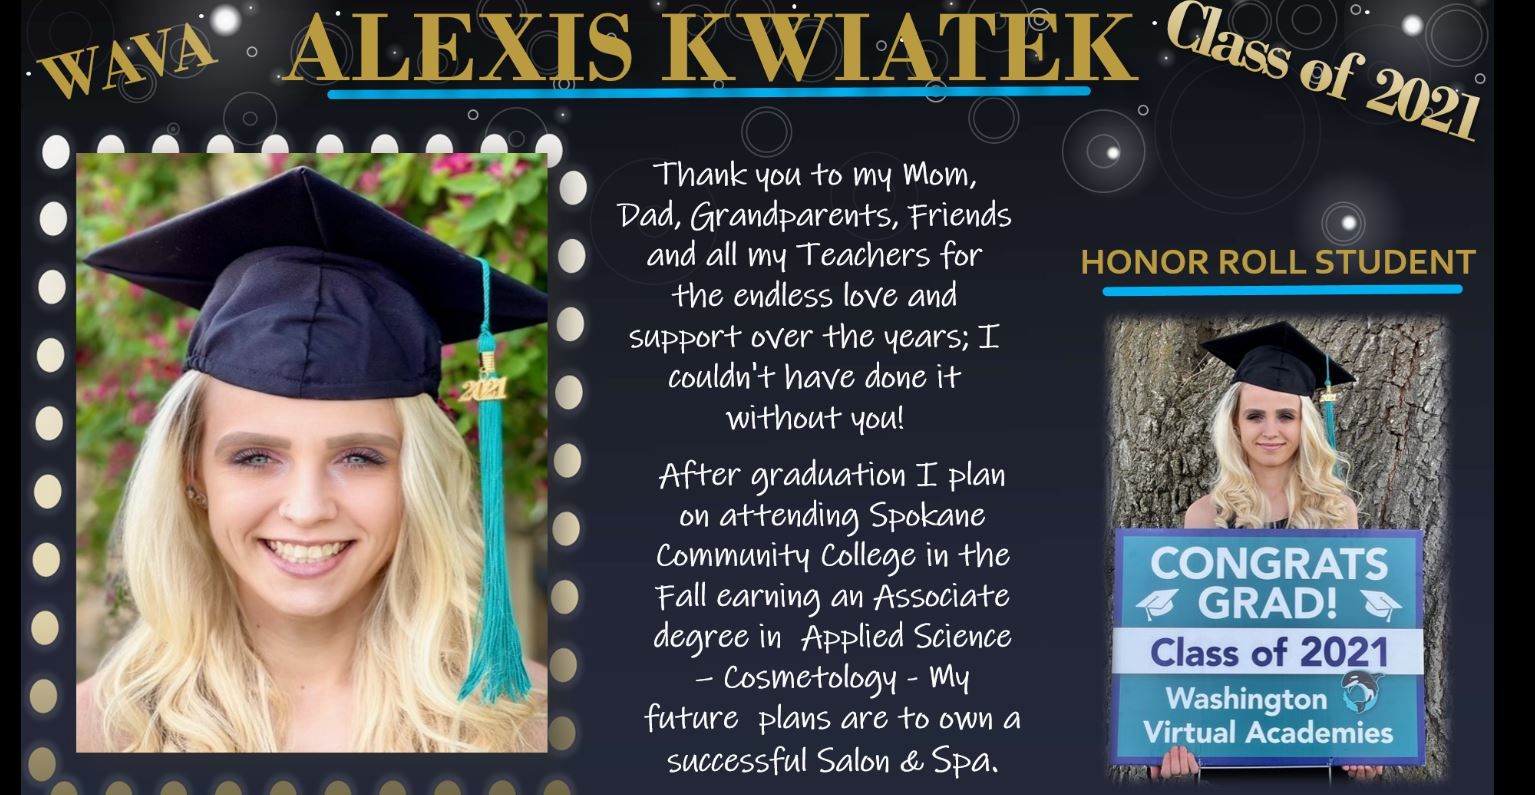 WAVA
ALEXIS KWIATEK
Class of 2021
2021
Thank you to my Mom,
Dad, Grandparents, Friends
and all my Teachers for
the endless love and
support over the years; I
couldn't have done it
without you!
After graduation I plan
on attending Spokane
Community College in the
Fall earning an Associate
degree in Applied Science
– Cosmetology - My
future plans are to own a
successful Salon & Spa.
HONOR ROLL STUDENT
2021
CONGRATS
GRAD!
Class of 2021
Washington
Virtual Academies